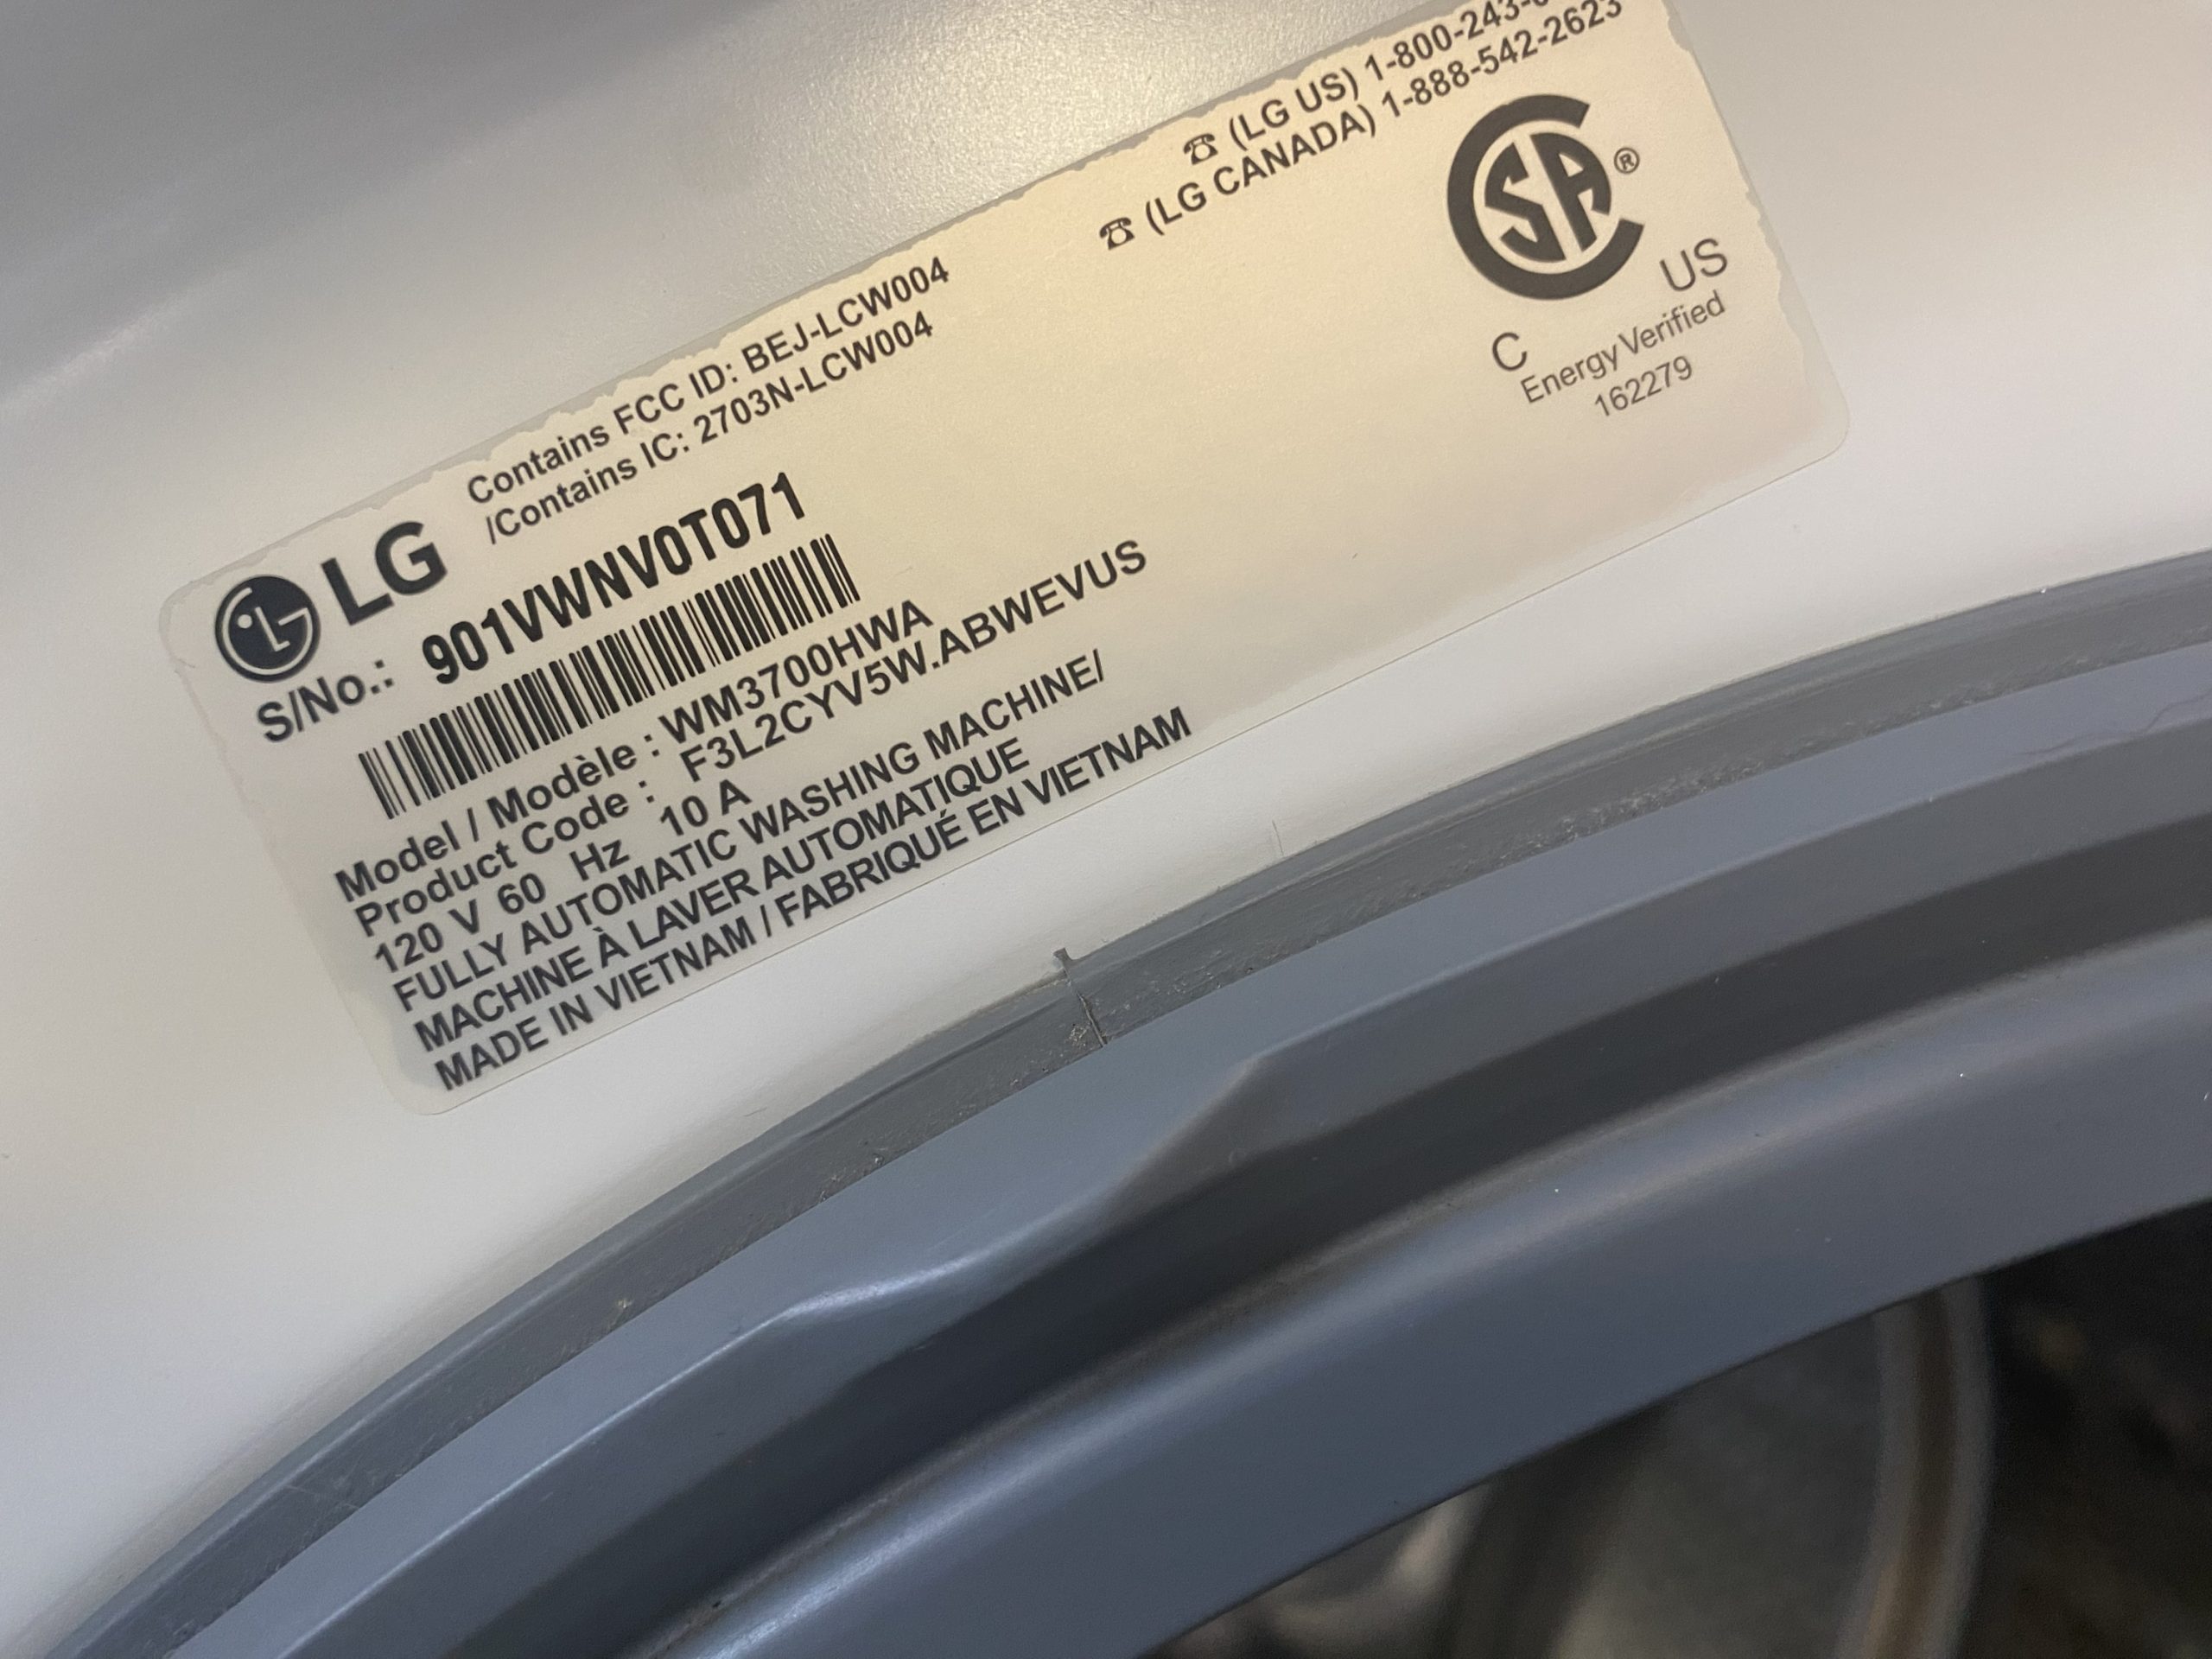 LG
Contains FCC ID: BEJ-LCW004
/Contains IC: 2703N-LCW004
☎ (LG US) 1-800-243-
☎ (LG CANADA) 1-888-542-2623
S/No.: 901VWNV0T071
Model / Modèle : WM3700HWA
Product Code : F3L2CYV5W.ABWEVUS
120 V 60 Hz 10 A
FULLY AUTOMATIC WASHING MACHINE/
MACHINE À LAVER AUTOMATIQUE
MADE IN VIETNAM / FABRIQUÉ EN VIETNAM
CSA ®
C US
Energy Verified
162279